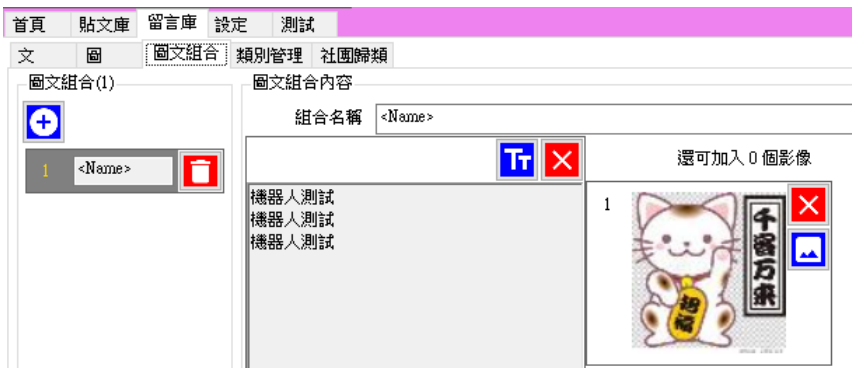 首頁 貼文庫 留言庫 設定 測試
文 圖 圖文組合 類別管理 社團歸類
圖文組合(1)
1 <Name>
圖文組合內容
組合名稱 <Name>
TT
機器人測試
機器人測試
機器人測試
還可加入 0 個影像
1
千客万来
招福